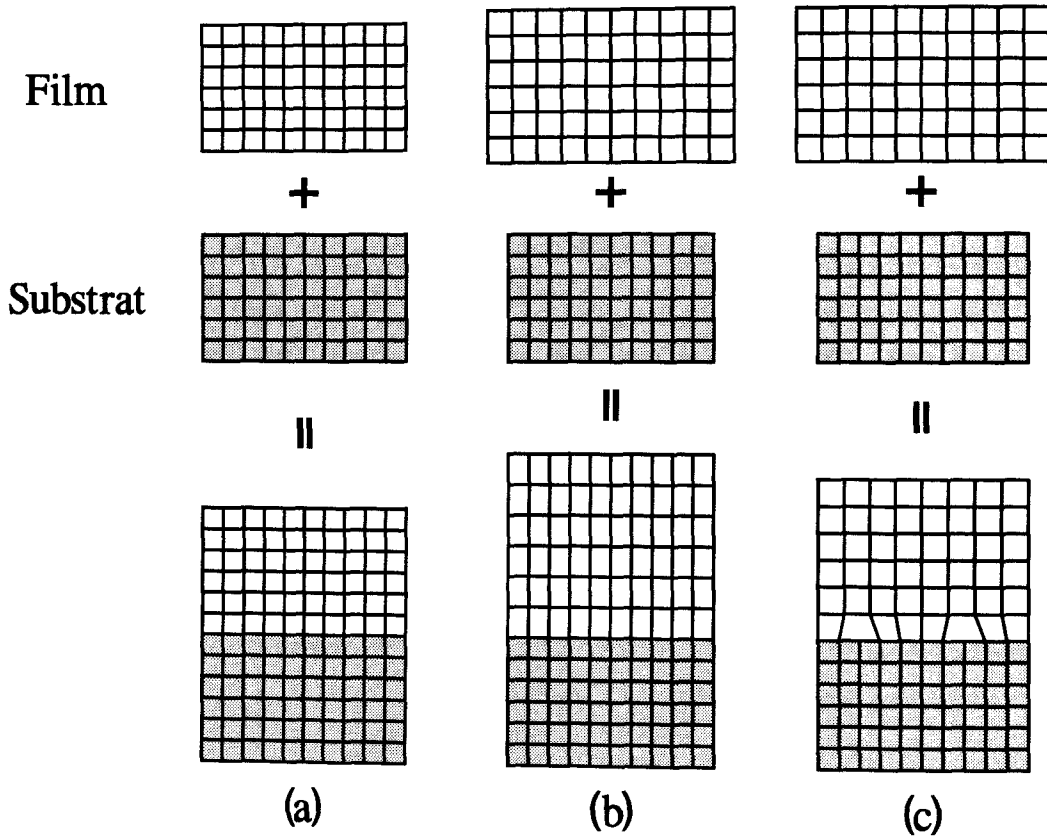 Film
+ + +
Substrat
= = =
(a) (b) (c)